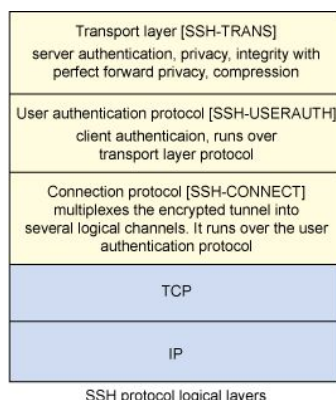 Transport layer [SSH-TRANS]
server authentication, privacy, integrity with
perfect forward privacy, compression
User authentication protocol [SSH-USERAUTH]
client authenticaion, runs over
transport layer protocol
Connection protocol [SSH-CONNECT]
multiplexes the encrypted tunnel into
several logical channels. It runs over the user
authentication protocol
TCP
IP
SSH protocol logical layers